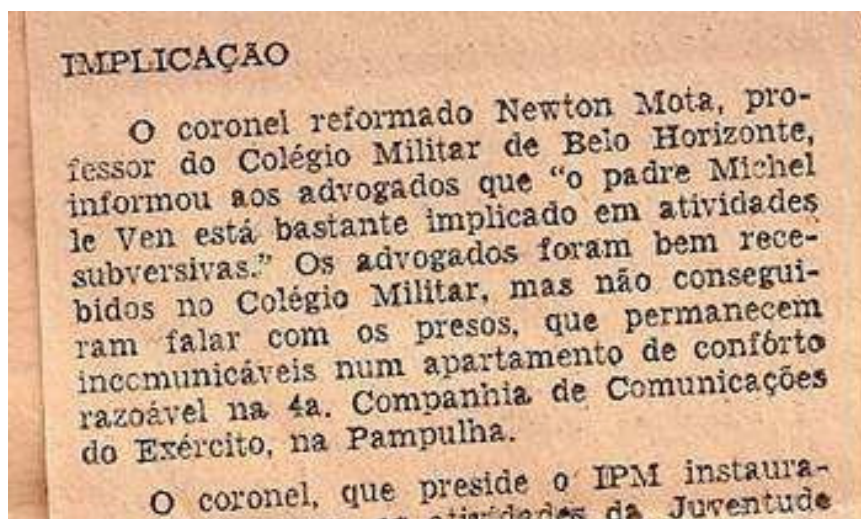 IMPLICAÇÃO
O coronel reformado Newton Mota, pro-
fessor do Colégio Militar de Belo Horizonte,
informou aos advogados que “o padre Michel
le Ven está bastante implicado em atividades
subversivas.” Os advogados foram bem rece-
bidos no Colégio Militar, mas não consegui-
ram falar com os presos, que permanecem
inccmunicáveis num apartamento de confôrto
razoável na 4a. Companhia de Comunicações
do Exército, na Pampulha.
O coronel, que preside o IPM instaura-
atividades da Juventude